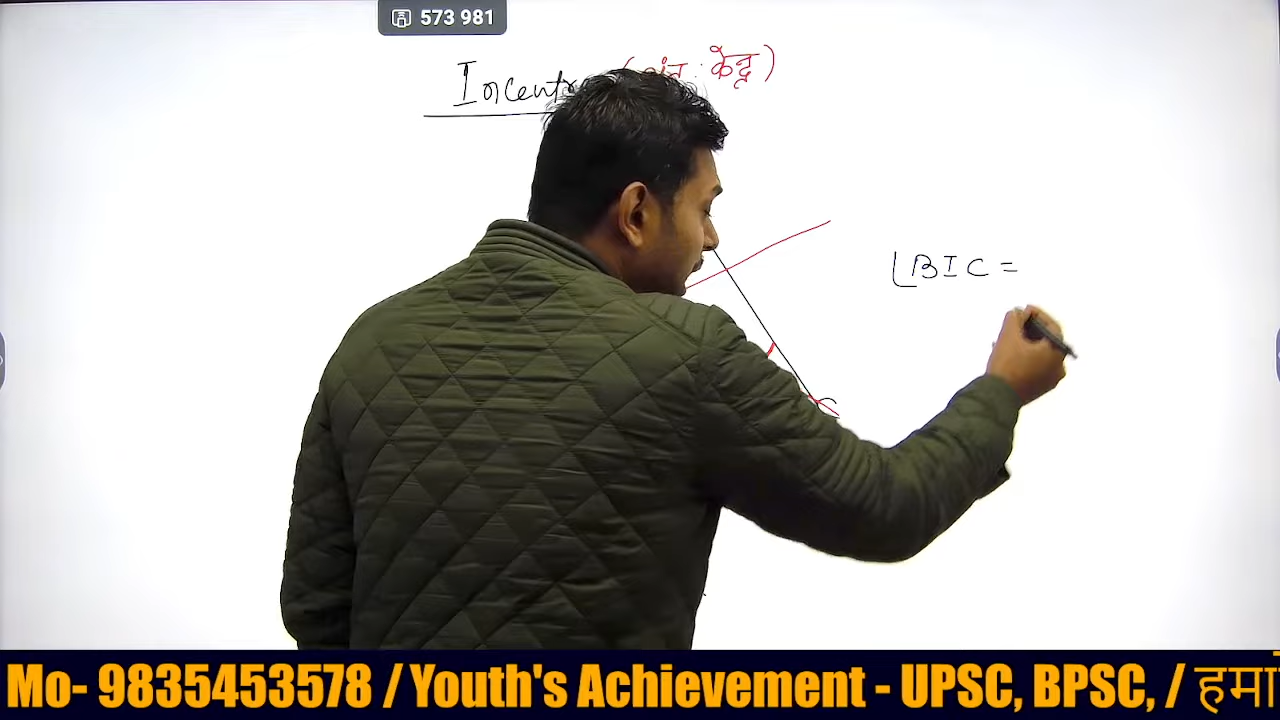 573 981
Incentre : केन्द्र)
∠BIC =
C
Mo- 9835453578 / Youth's Achievement - UPSC, BPSC, / हमा